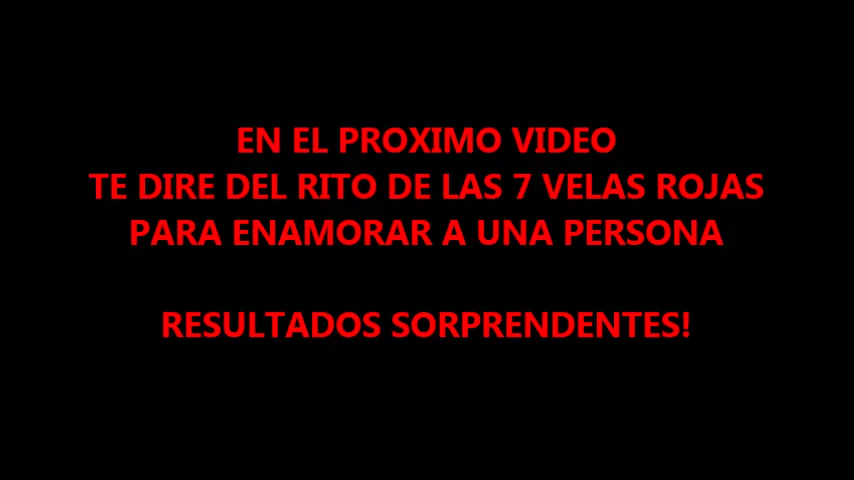 EN EL PROXIMO VIDEO
TE DIRE DEL RITO DE LAS 7 VELAS ROJAS
PARA ENAMORAR A UNA PERSONA
RESULTADOS SORPRENDENTES!